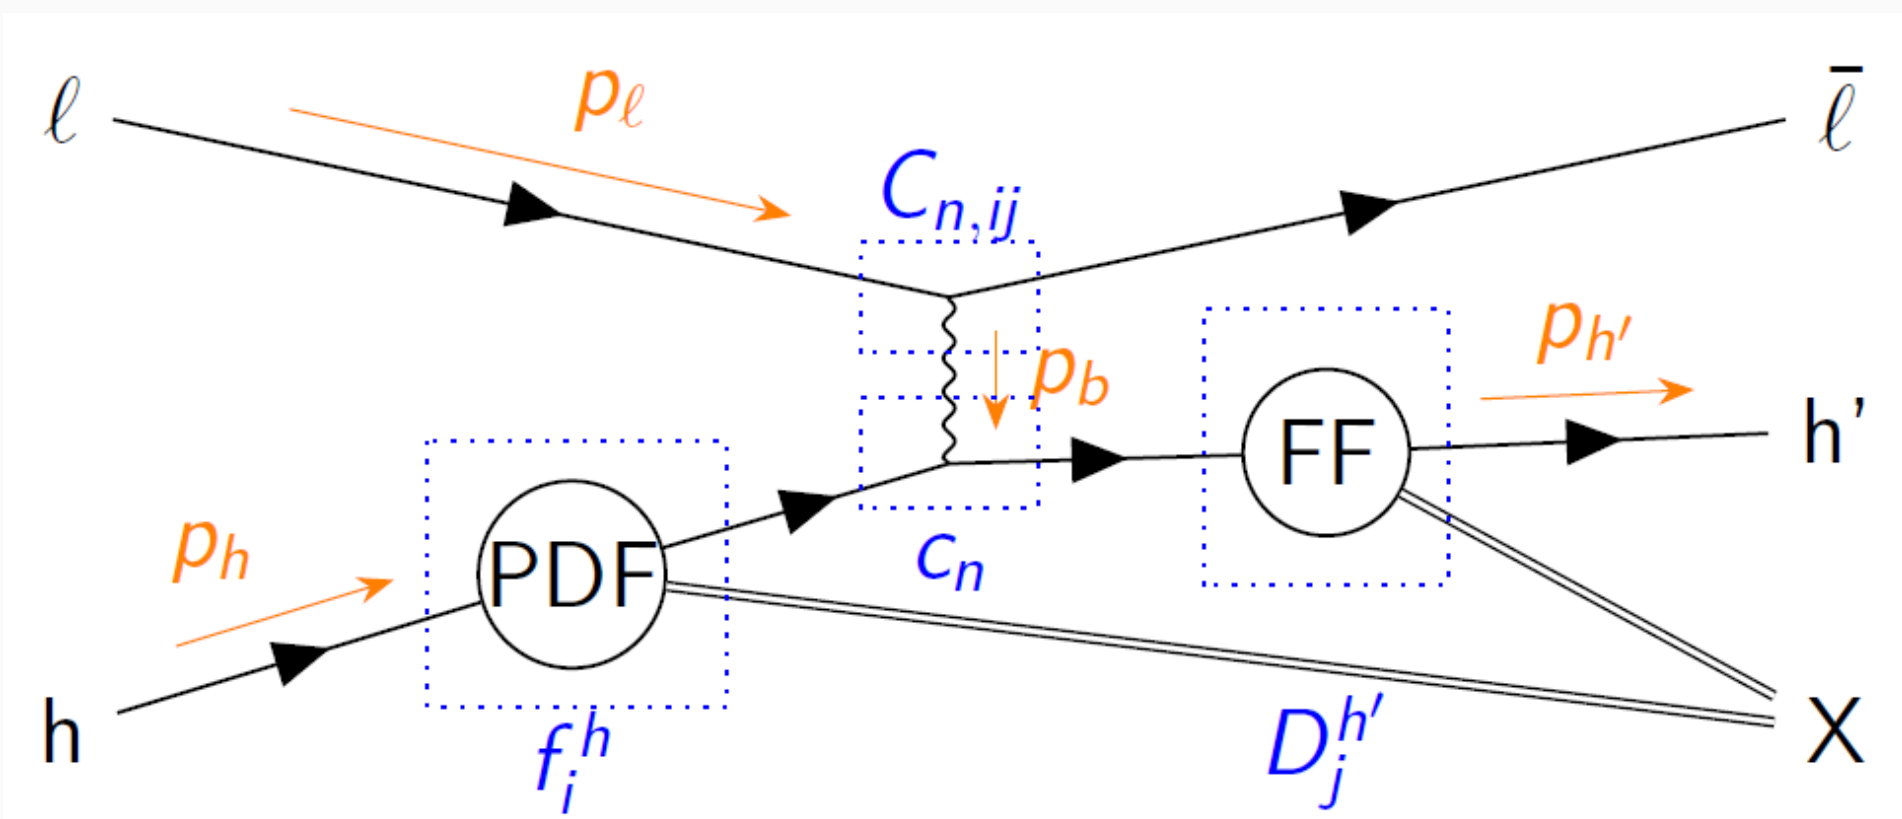 ℓ
p_ℓ
ℓ̄
C_{n,ij}
p_b
p_{h'}
FF
h’
PDF
p_h
c_n
h
f_i^h
D_j^{h'}
X